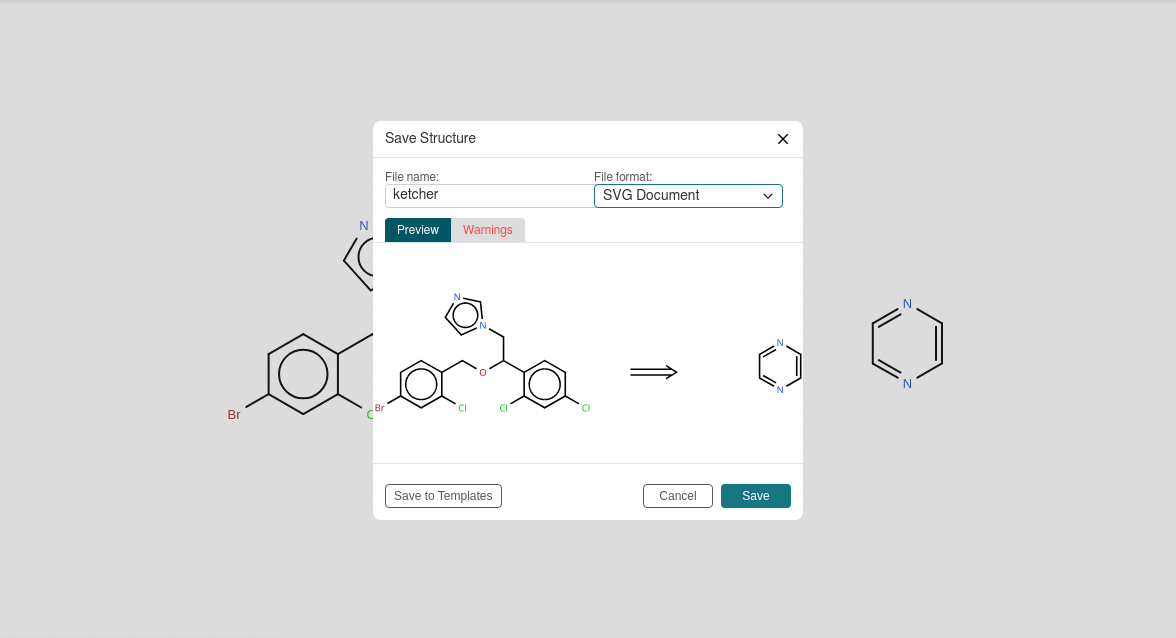 Save Structure
File name:
File format:
ketcher
SVG Document
Preview
Warnings
N
N
N
N
O
Br
Cl
Cl
Cl
N
N
N
N
Br
C
Save to Templates
Cancel
Save